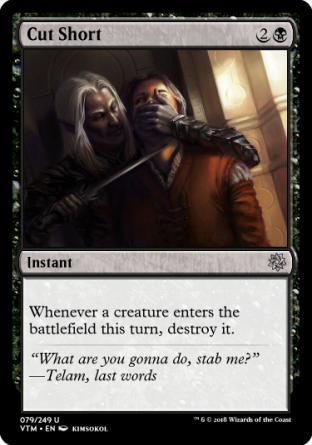 Cut Short 2
Instant
Whenever a creature enters the
battlefield this turn, destroy it.
“What are you gonna do, stab me?”
—Telam, last words
079/249 U
VTM • EN KIMSOKOL
™ & © 2018 Wizards of the Coast